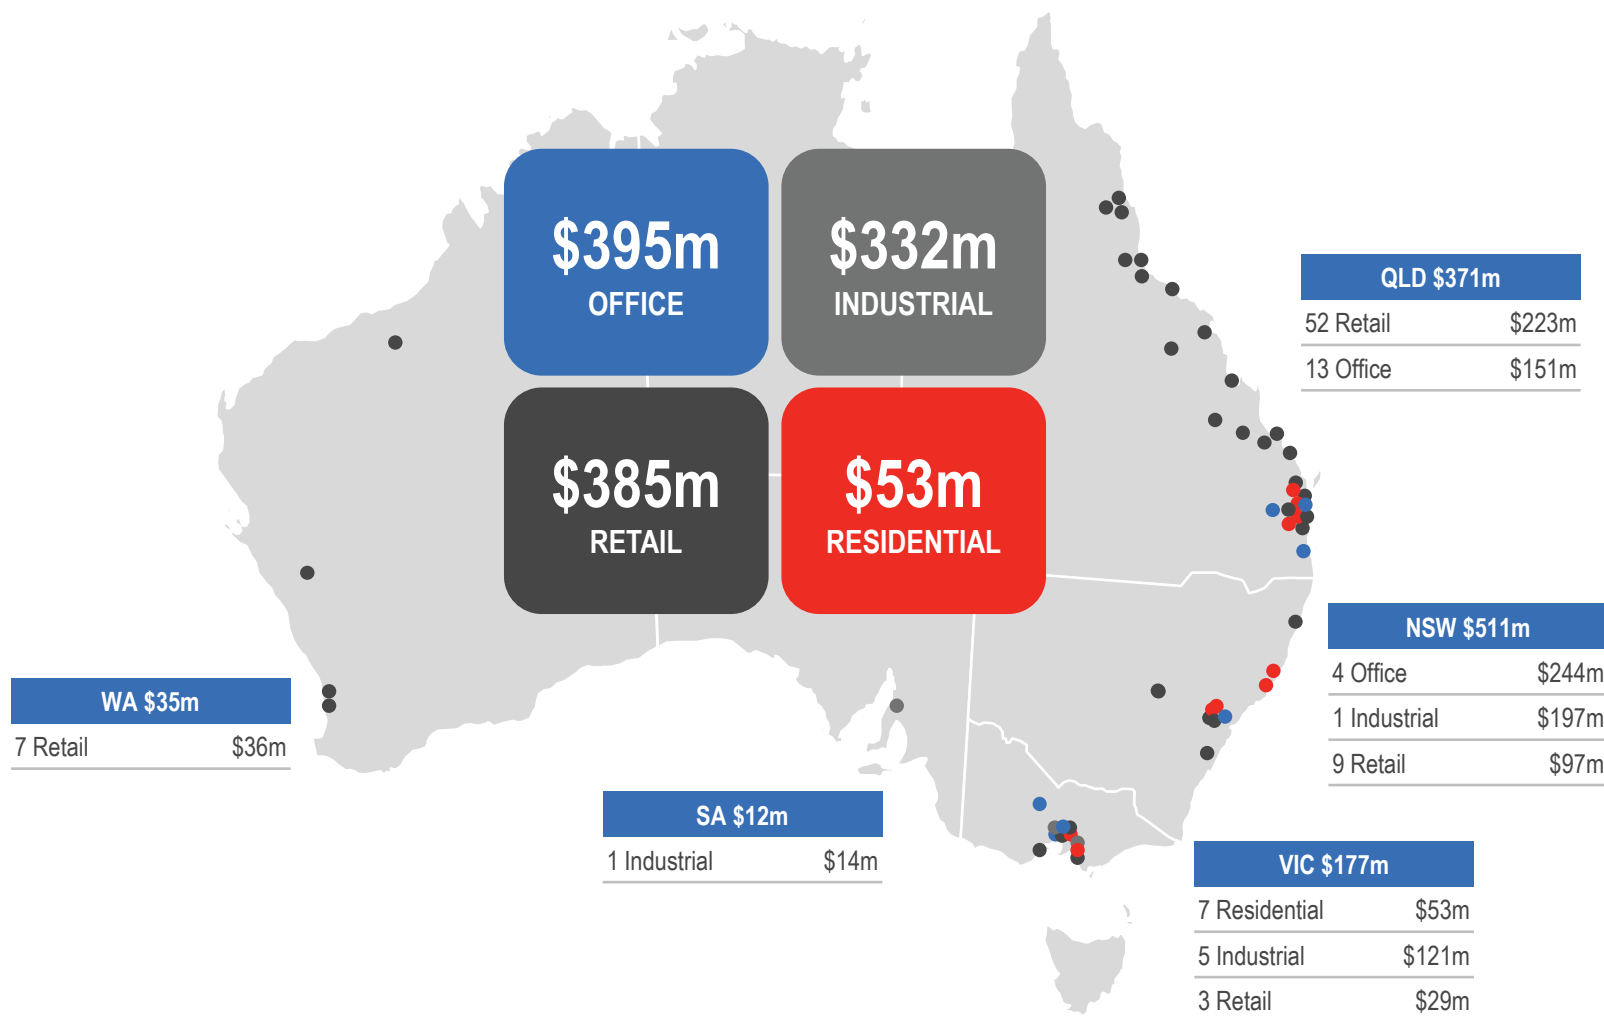 $395m
OFFICE
$332m
INDUSTRIAL
$385m
RETAIL
$53m
RESIDENTIAL
QLD $371m
52 Retail $223m
13 Office $151m
NSW $511m
4 Office $244m
1 Industrial $197m
9 Retail $97m
WA $35m
7 Retail $36m
SA $12m
1 Industrial $14m
VIC $177m
7 Residential $53m
5 Industrial $121m
3 Retail $29m